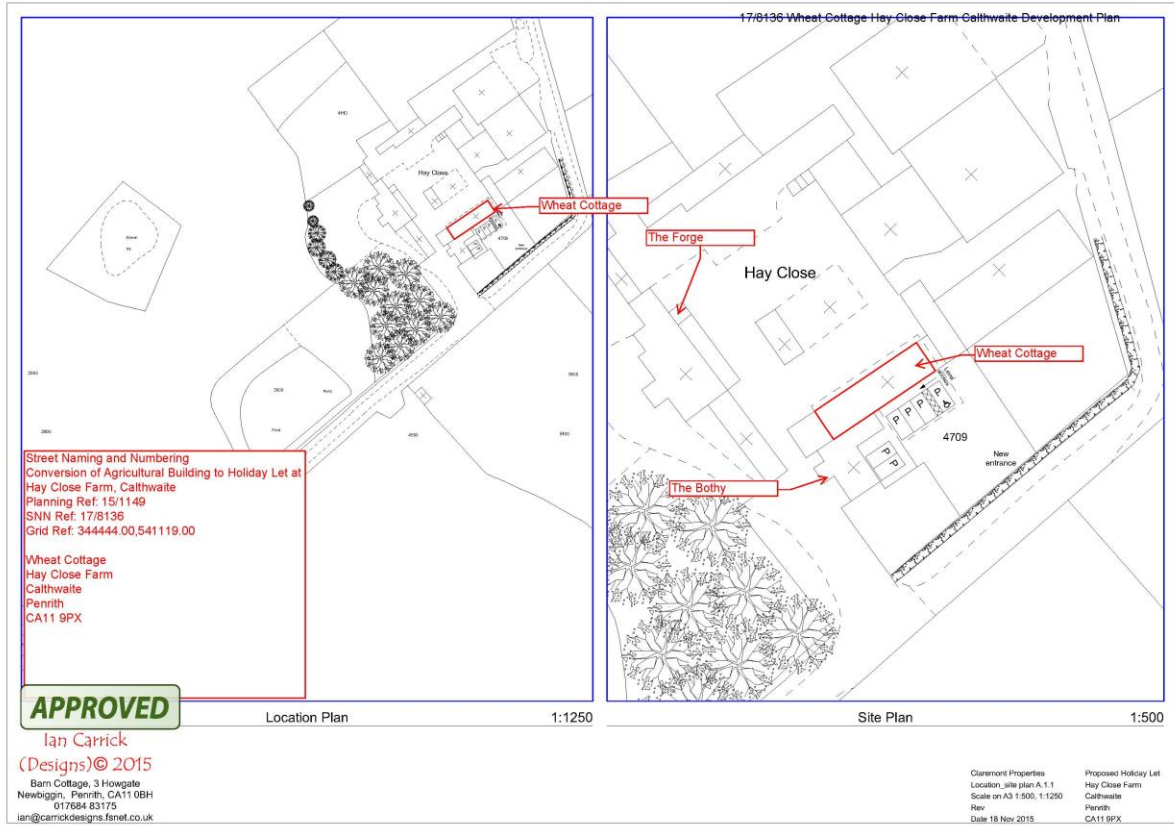 17/8136 Wheat Cottage Hay Close Farm Calthwaite Development Plan
Hay Close
Wheat Cottage
4709
New
entrance
Pond
Street Naming and Numbering
Conversion of Agricultural Building to Holiday Let at
Hay Close Farm, Calthwaite
Planning Ref: 15/1149
SNN Ref: 17/8136
Grid Ref: 344444.00,541119.00
Wheat Cottage
Hay Close Farm
Calthwaite
Penrith
CA11 9PX
APPROVED
Location Plan
1:1250
The Forge
Hay Close
Wheat Cottage
P P P P
P P
4709
New
entrance
The Bothy
Site Plan
1:500
Ian Carrick
(Designs)© 2015
Barn Cottage, 3 Howgate
Newbiggin, Penrith, CA11 0BH
017684 83175
ian@carrickdesigns.fsnet.co.uk
Claremont Properties
Location_site plan A.1.1
Scale on A3 1:500, 1:1250
Rev
Date 18 Nov 2015
Proposed Holiday Let
Hay Close Farm
Calthwaite
Penrith
CA11 9PX